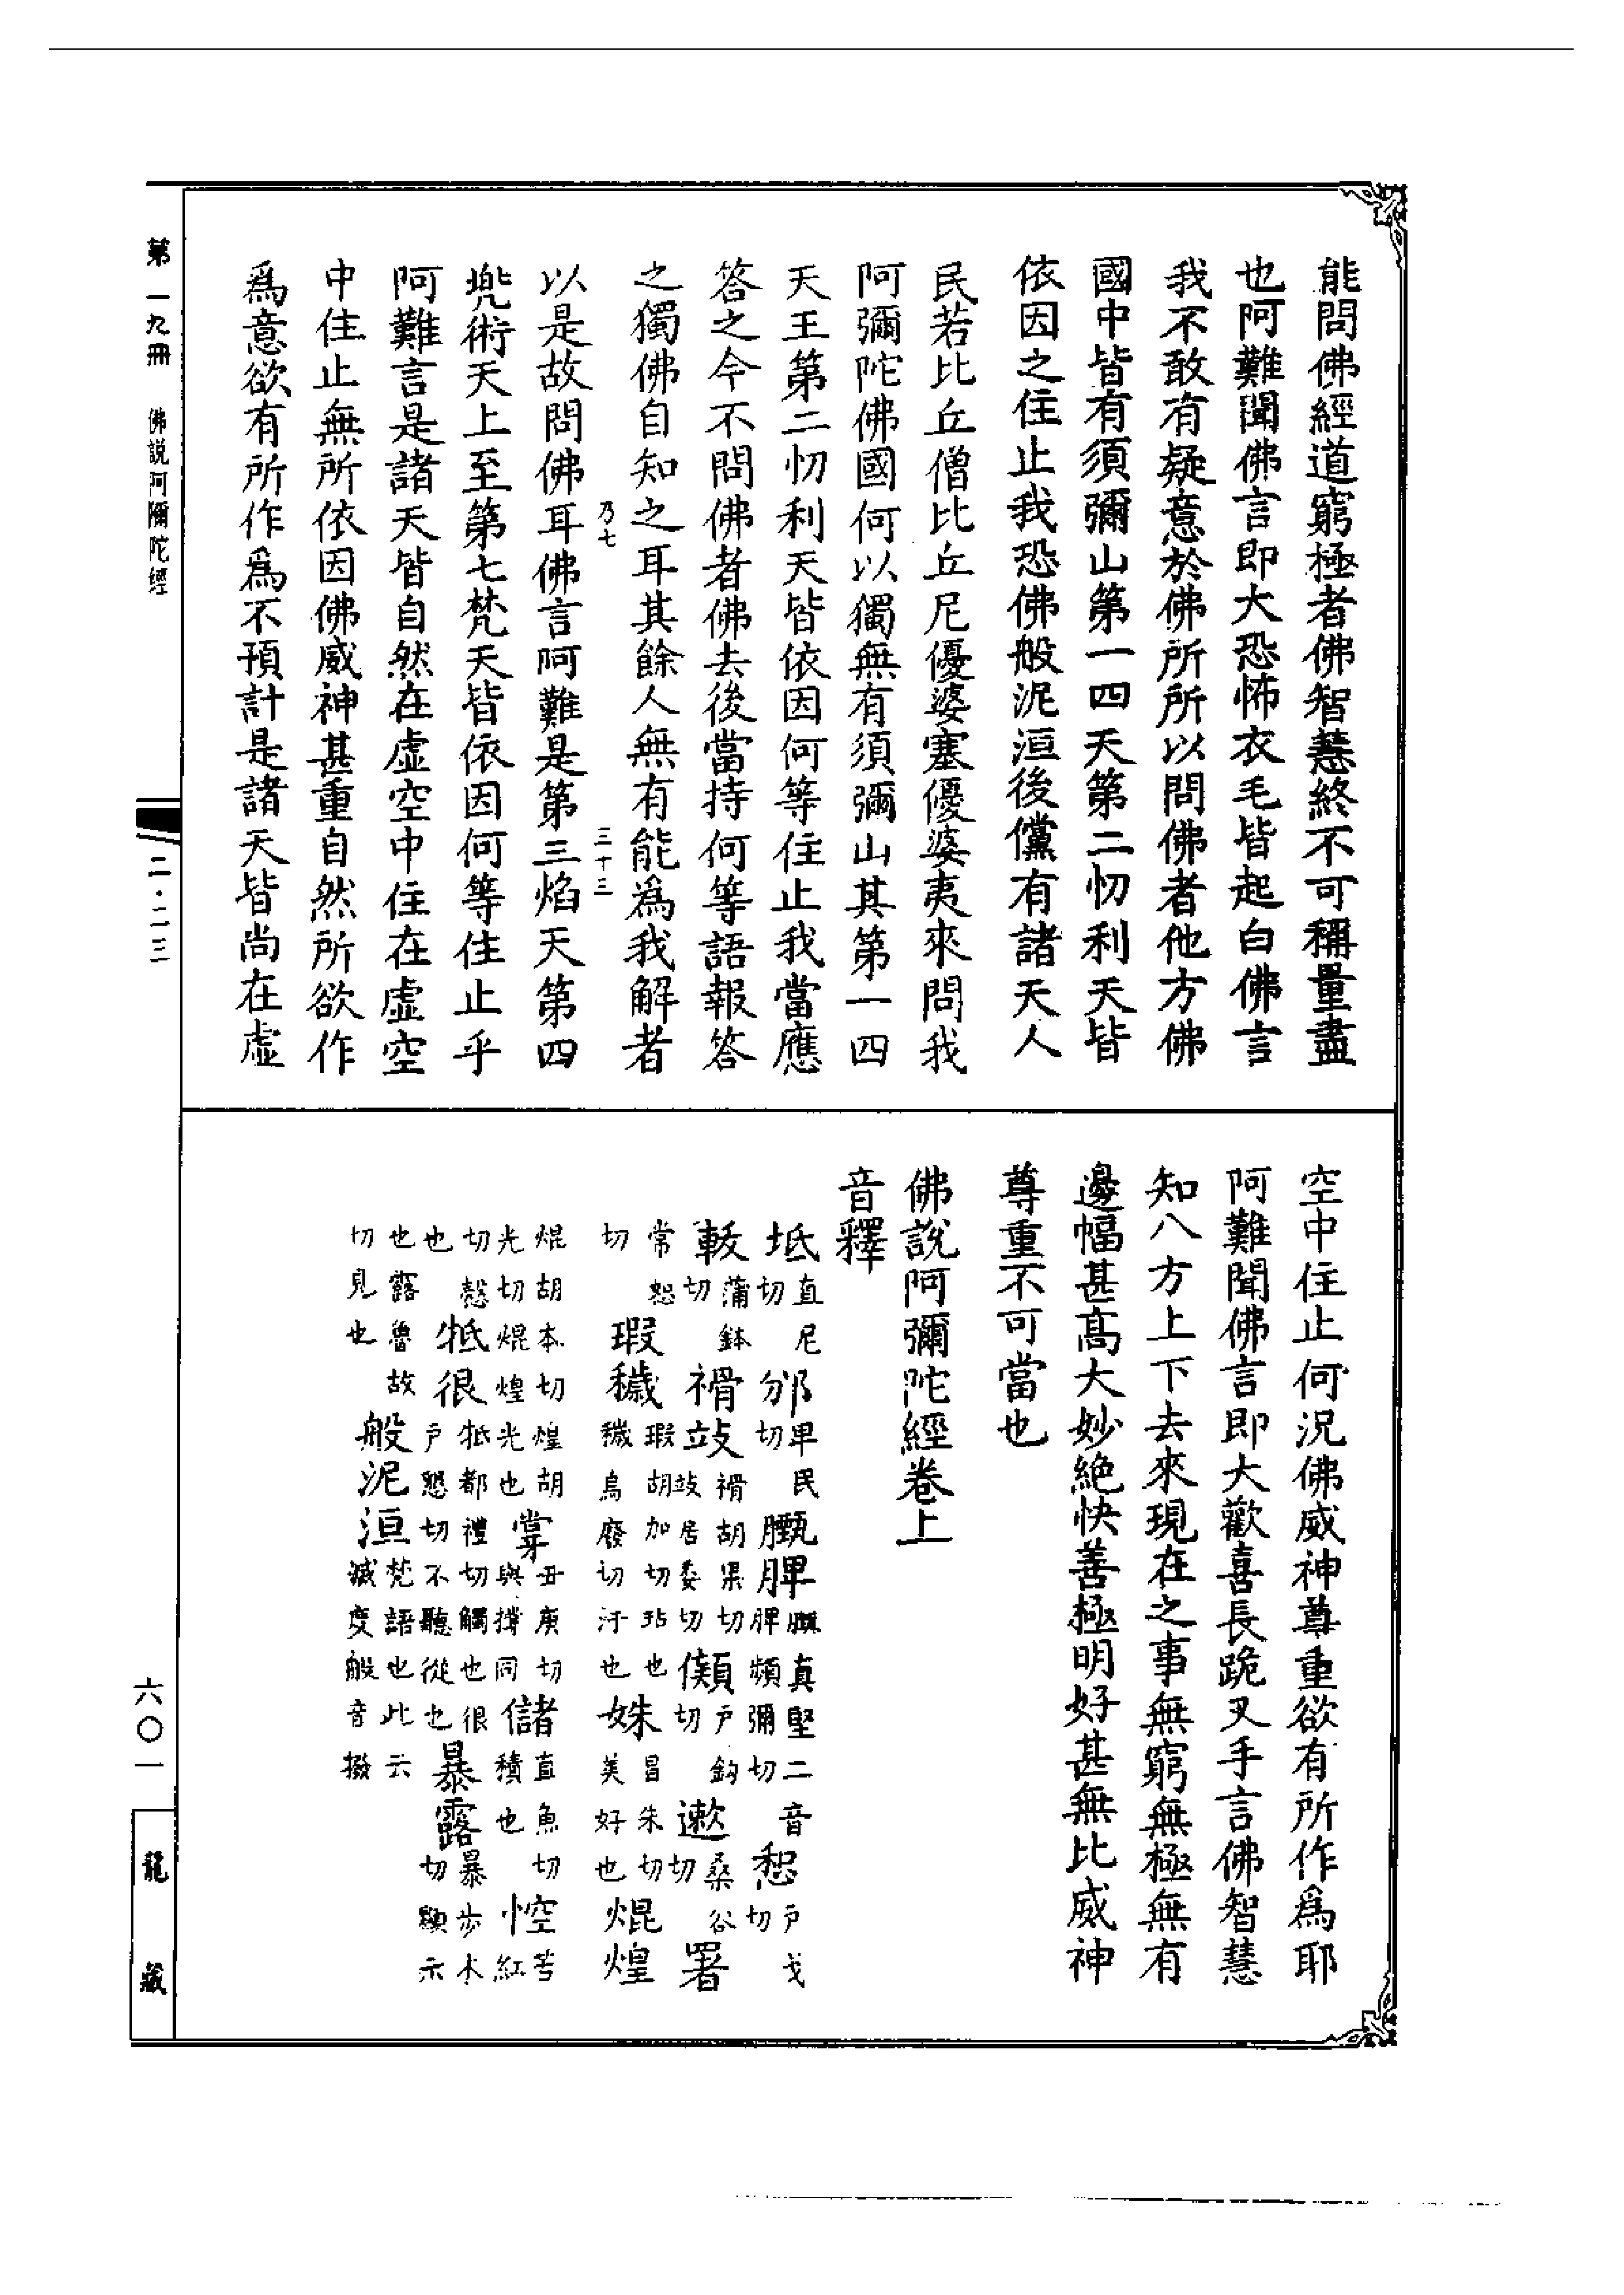 能問佛經道窮極者佛智慧終不可稱量盡
也阿難聞佛言即大恐怖衣毛皆起白佛言
我不敢有疑意於佛所所以問佛者他方佛
國中皆有須彌山第一四天第二忉利天皆
依因之住止我恐佛般泥洹後儻有諸天人
民若比丘僧比丘尼優婆塞優婆夷來問我
阿彌陀佛國何以獨無有須彌山其第一四
天王第二忉利天皆依因何等住止我當應
答之今不問佛者佛去後當持何等語報答
之獨佛自知之耳其餘人無有能為我解者
乃七 三十三
以是故問佛耳佛言阿難是第三焰天第四
兜術天上至第七梵天皆依因何等住止乎
阿難言是諸天皆自然在虛空中住在虛空
中住止無所依因佛威神甚重自然所欲作
為意欲有所作為不預計是諸天皆尚在虛
空中住止何況佛威神尊重欲有所作為耶
阿難聞佛言即大歡喜長跪叉手言佛智慧
知八方上下去來現在之事無窮無極無有
邊幅甚高大妙絕快善極明好甚無比威神
尊重不可當也
佛說阿彌陀經卷上
音釋
坻 直尼切 邠 卑民切 甄脾 甄真堅二音 脾頻彌切 和 戶戈切
軷 蒲鉢切 禍攱 禍胡果切 攱居委切 戶鈎切 遬 桑谷切 署
常恕切 瑕穢 瑕胡加切玷也 穢烏廢切汙也 姝 昌朱切美好也 焜煌
焜胡本切煌胡光切焜煌光也 掌 丑庚切與撐同 儲 直魚切積也 悾 苦紅
切慤也 牴很 牴都禮切觸也很戶懇切不聽從也 暴露 暴步木切顯示
也露魯故切見也 般泥洹 梵語也此云滅度般音撥
第一九冊 佛說阿彌陀經
二·二三
六〇一
龍藏